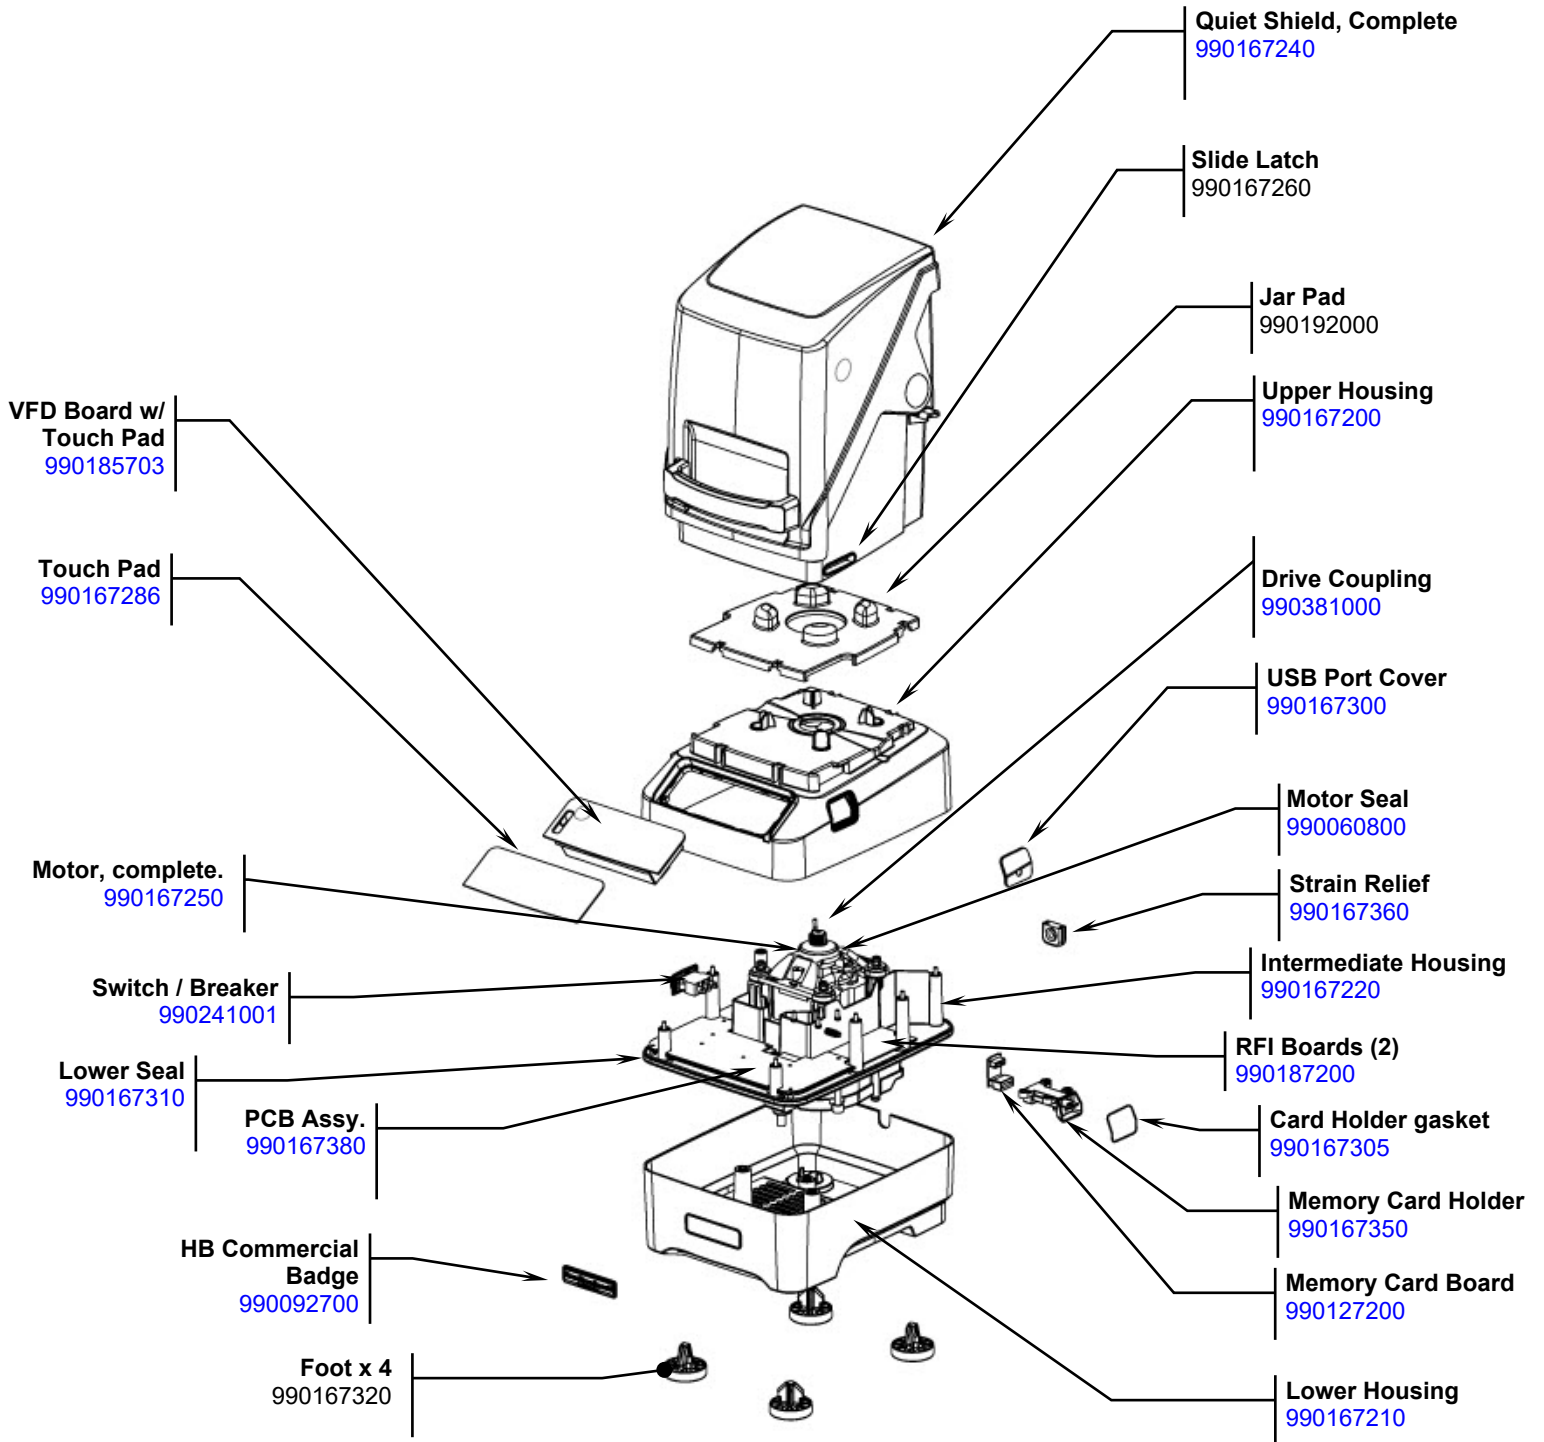 Quiet Shield, Complete
990167240
Slide Latch
990167260
Jar Pad
990192000
Upper Housing
990167200
VFD Board w/
Touch Pad
990185703
Touch Pad
990167286
Drive Coupling
990381000
USB Port Cover
990167300
Motor Seal
990060800
Motor, complete.
990167250
Strain Relief
990167360
Switch / Breaker
990241001
Intermediate Housing
990167220
Lower Seal
990167310
RFI Boards (2)
990187200
PCB Assy.
990167380
Card Holder gasket
990167305
Memory Card Holder
990167350
HB Commercial
Badge
990092700
Memory Card Board
990127200
Foot x 4
990167320
Lower Housing
990167210